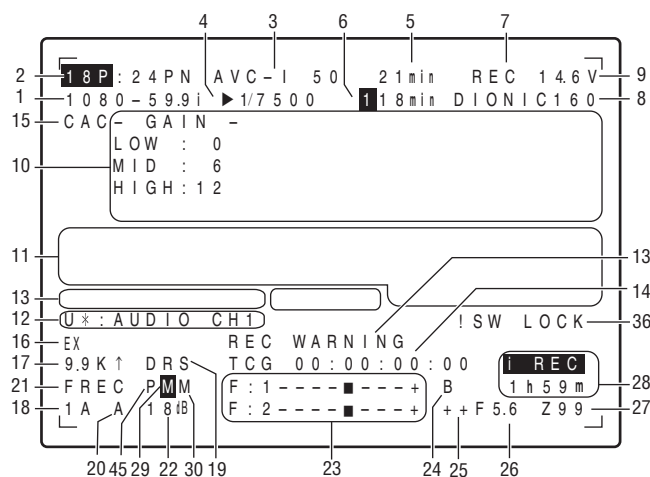 4 3 6 5 7
2 18P:24PN AVC-I 50 21min REC 14.6V 9
1 1080-59.9i ▶1/7500 118min DIONIC160 8
15 CAC- GAIN -
LOW : 0
10 MID : 6
HIGH:12
11
13 13
14
12 U*:AUDIO CH1 !SW LOCK 36
16 EX REC WARNING
17 9.9K↑ DRS TCG 00:00:00:00 i REC
21 FREC PMM F:1----■----+ B 1h59m 28
18 1A A 18dB F:2----■----+ ++F5.6 Z99 27
20 45 29 22 30 19 23 24 25 26